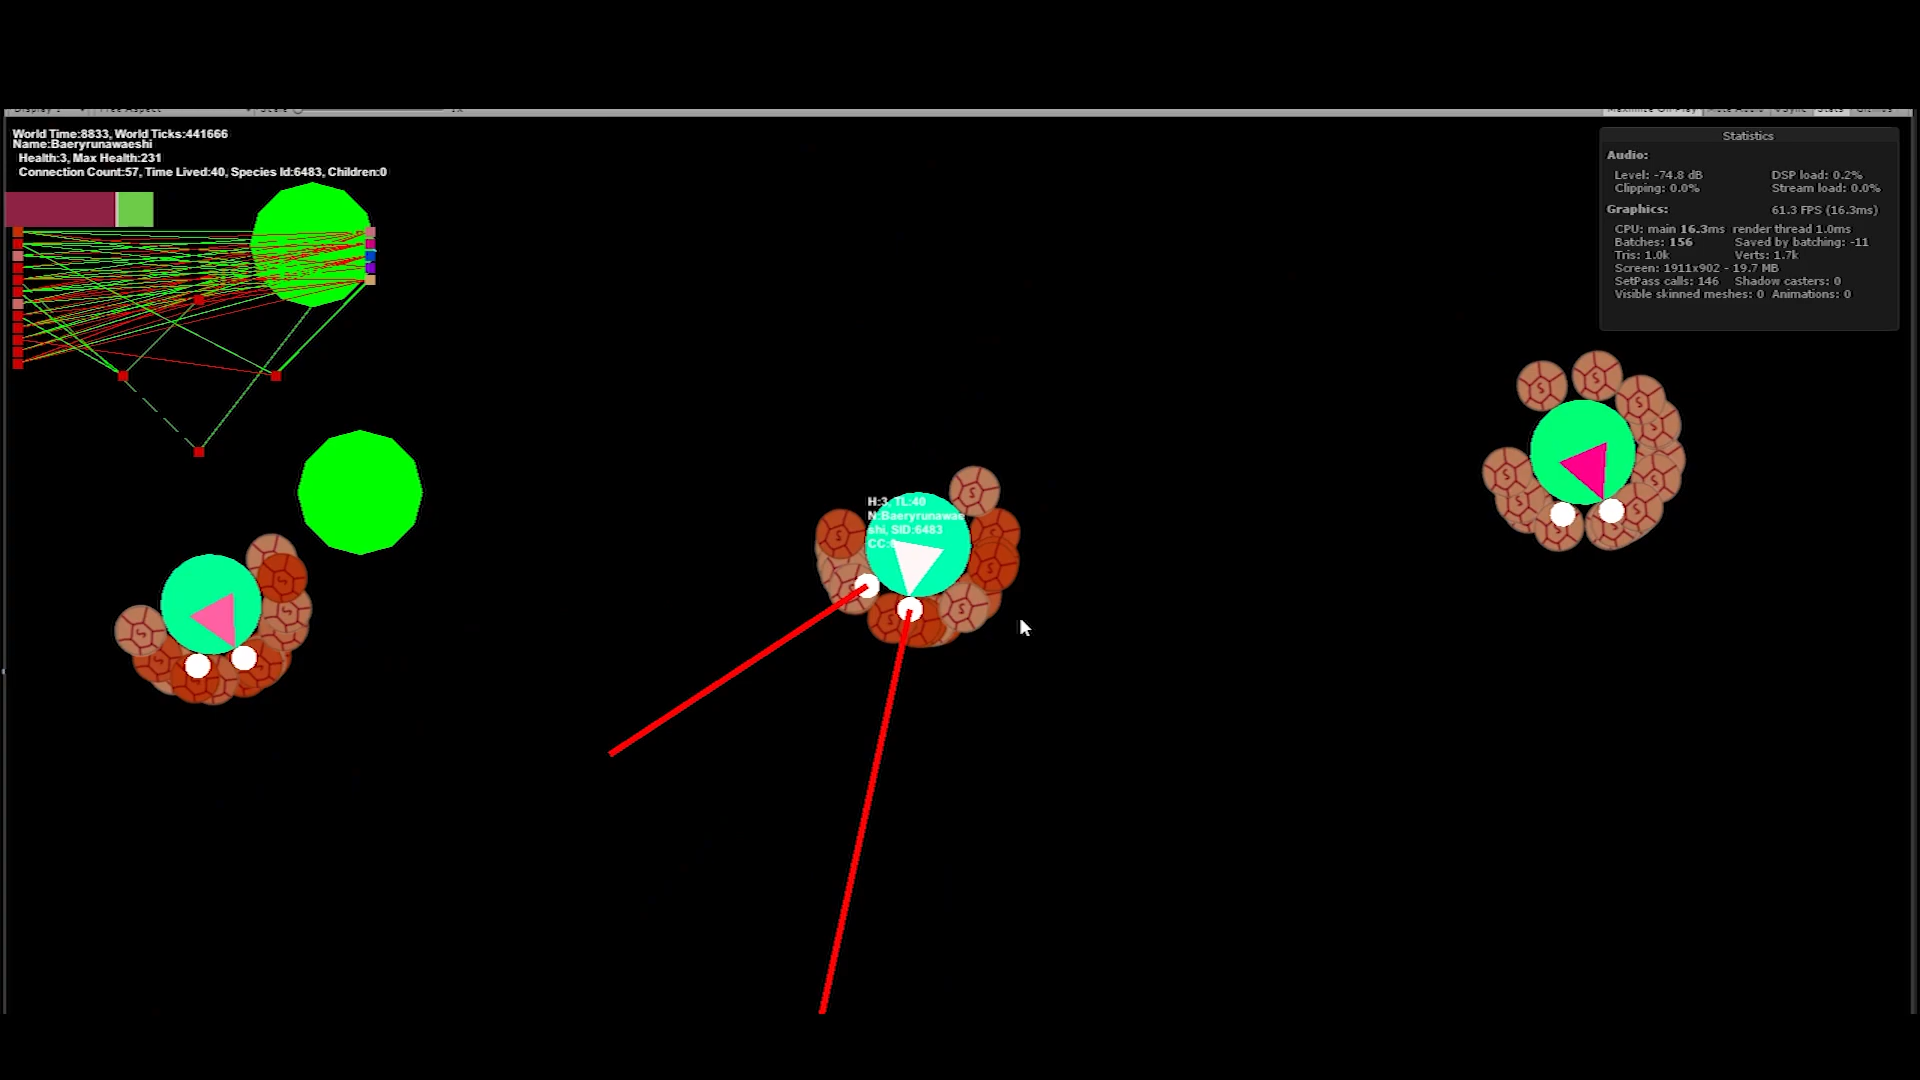 World Time:8833, World Ticks:441666
Name:Baeryrunawaeshi
Health:3, Max Health:231
Connection Count:57, Time Lived:40, Species Id:6483, Children:0
Statistics
Audio:
Level: -74.8 dB DSP load: 0.2%
Clipping: 0.0% Stream load: 0.0%
Graphics: 61.3 FPS (16.3ms)
CPU: main 16.3ms render thread 1.0ms
Batches: 156 Saved by batching: -11
Tris: 1.0k Verts: 1.7k
Screen: 1911x902 - 19.7 MB
SetPass calls: 146 Shadow casters: 0
Visible skinned meshes: 0 Animations: 0
H:3, TL:40
N:Baeryrunawae
shi, SID:6483